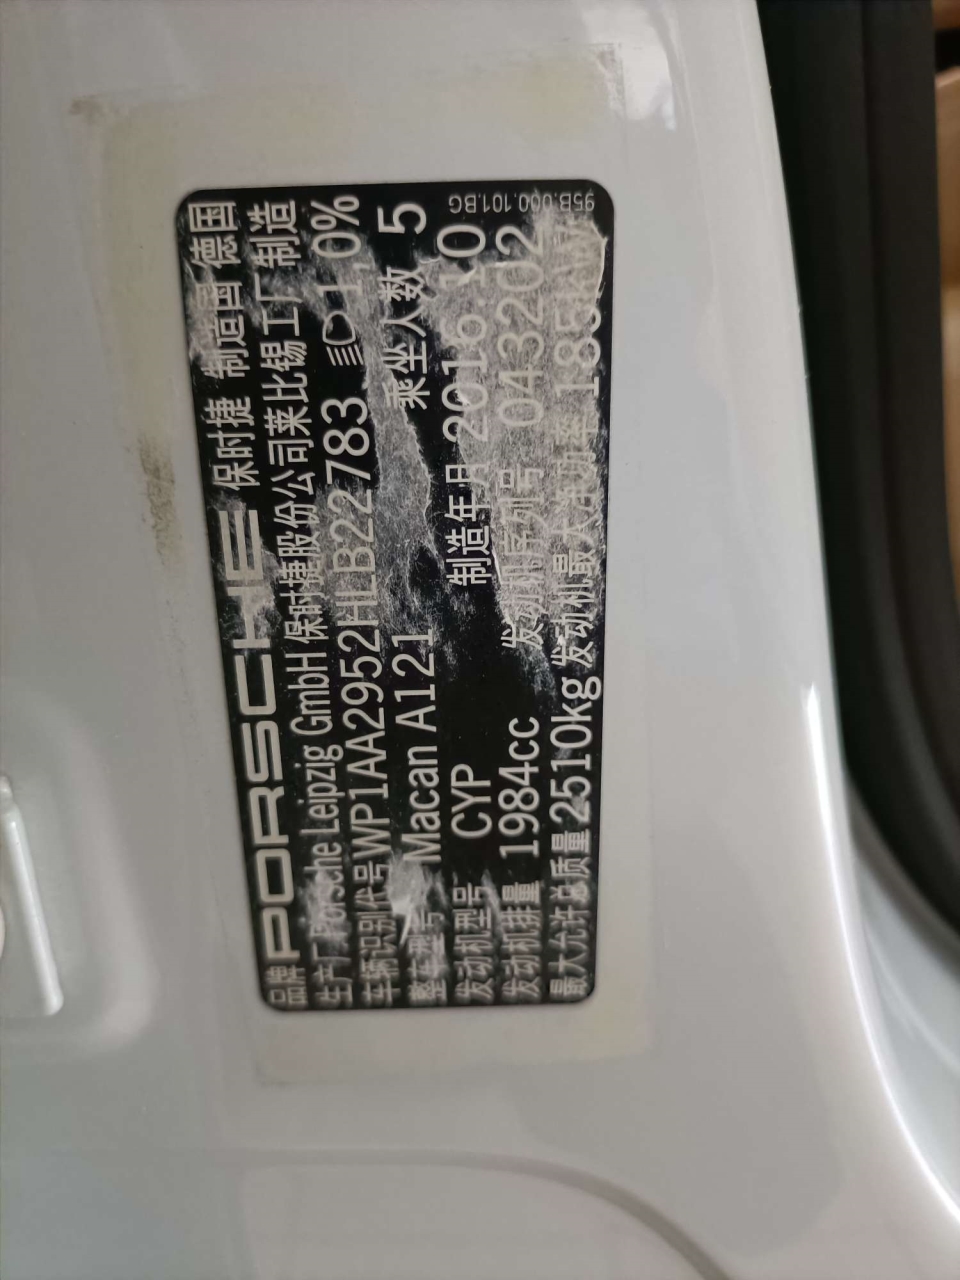 品牌 PORSCHE 保时捷 制造国 德国
生产厂 Porsche Leipzig GmbH 保时捷股份公司莱比锡工厂制造
车辆识别代号 WP1AA2952HLB22783 1,0%
整车型号 Macan A121 乘坐人数 5
发动机型号 CYP 制造年月 2016.10
发动机排量 1984cc 发动机序列号 043202
最大允许总质量 2510kg 发动机最大净功率 185kW
95B.000.101.BG